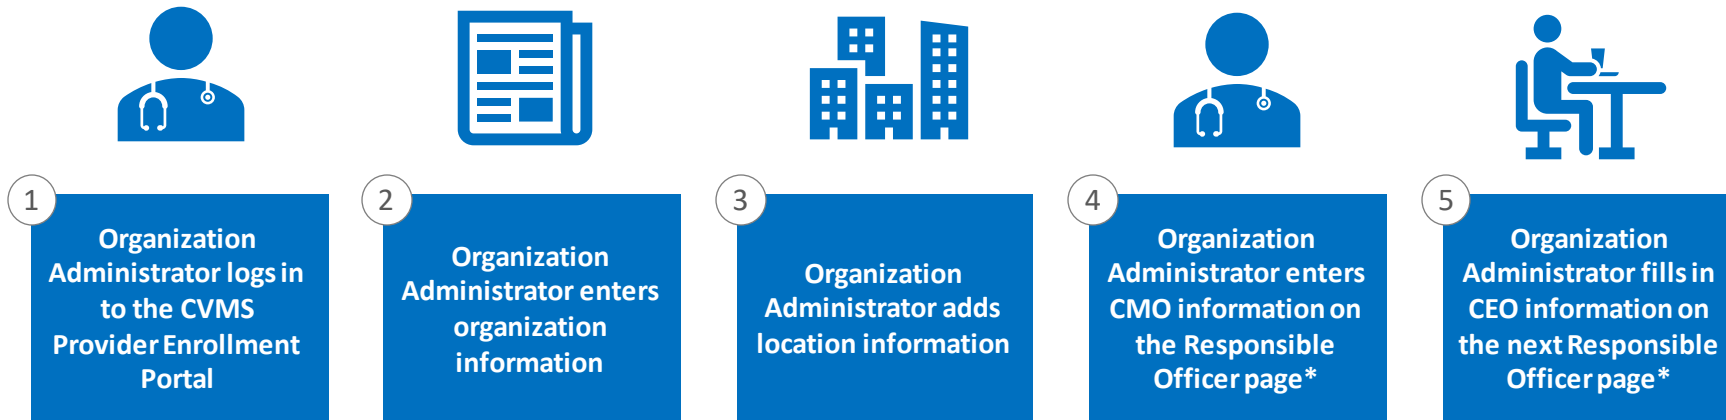 1
Organization
Administrator logs in
to the CVMS
Provider Enrollment
Portal
2
Organization
Administrator enters
organization
information
3
Organization
Administrator adds
location information
4
Organization
Administrator enters
CMO information on
the Responsible
Officer page*
5
Organization
Administrator fills in
CEO information on
the next Responsible
Officer page*